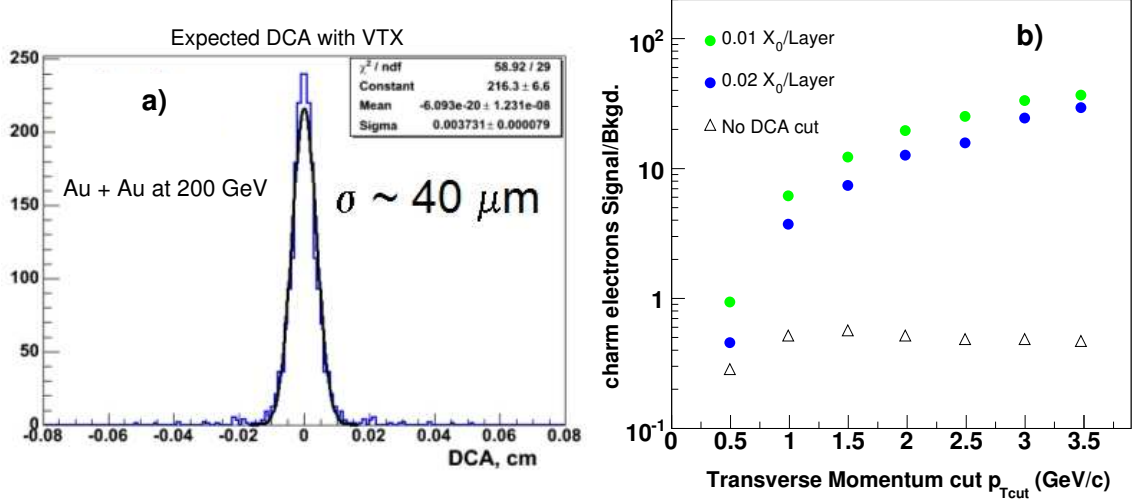 Expected DCA with VTX
a)
χ² / ndf 58.92 / 29
Constant 216.3 ± 6.6
Mean -6.093e-20 ± 1.231e-08
Sigma 0.003731 ± 0.000079
Au + Au at 200 GeV
σ ~ 40 μm
250
200
150
100
50
0
-0.08 -0.06 -0.04 -0.02 0 0.02 0.04 0.06 0.08
DCA, cm
b)
0.01 X₀/Layer
0.02 X₀/Layer
No DCA cut
charm electrons Signal/Bkgd.
10²
10
1
10⁻¹
0 0.5 1 1.5 2 2.5 3 3.5
Transverse Momentum cut p_Tcut (GeV/c)